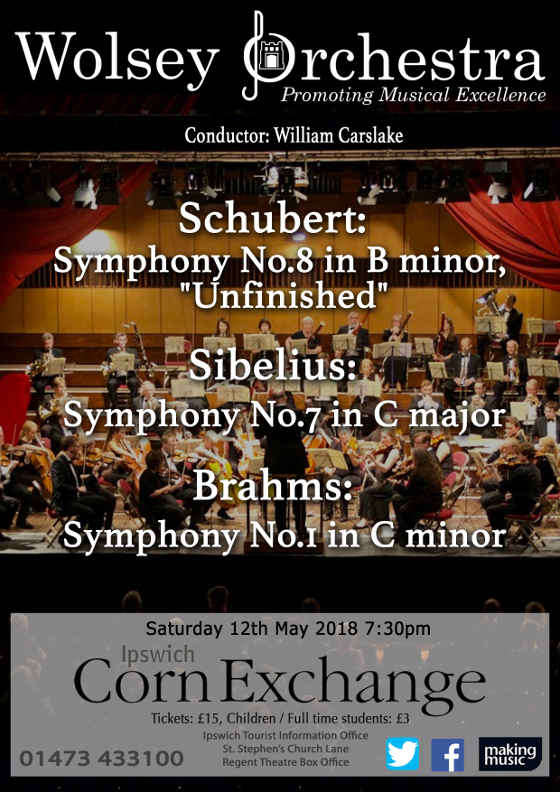 Wolsey Orchestra
Promoting Musical Excellence
Conductor: William Carslake
Schubert:
Symphony No.8 in B minor,
"Unfinished"
Sibelius:
Symphony No.7 in C major
Brahms:
Symphony No.1 in C minor
Saturday 12th May 2018 7:30pm
Ipswich
Corn Exchange
Tickets: £15, Children / Full time students: £3
Ipswich Tourist Information Office
St. Stephen's Church Lane
Regent Theatre Box Office
01473 433100
making
music